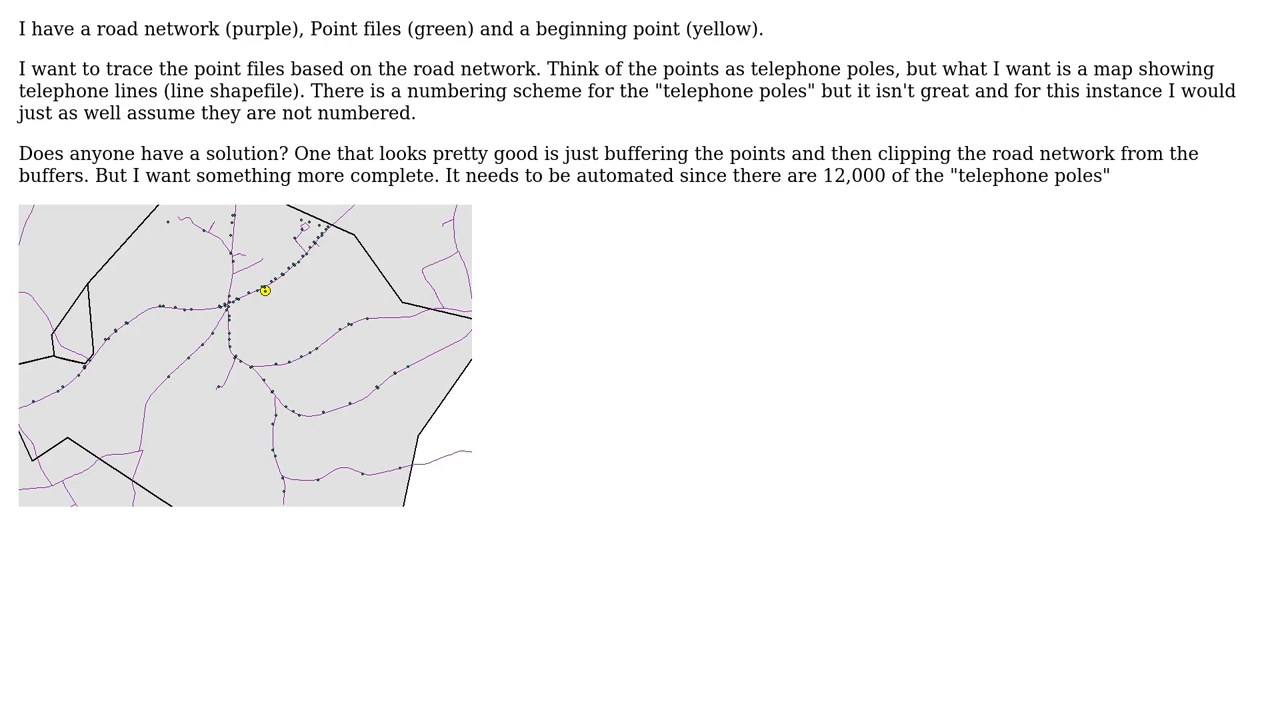 I have a road network (purple), Point files (green) and a beginning point (yellow).
I want to trace the point files based on the road network. Think of the points as telephone poles, but what I want is a map showing
telephone lines (line shapefile). There is a numbering scheme for the "telephone poles" but it isn't great and for this instance I would
just as well assume they are not numbered.
Does anyone have a solution? One that looks pretty good is just buffering the points and then clipping the road network from the
buffers. But I want something more complete. It needs to be automated since there are 12,000 of the "telephone poles"